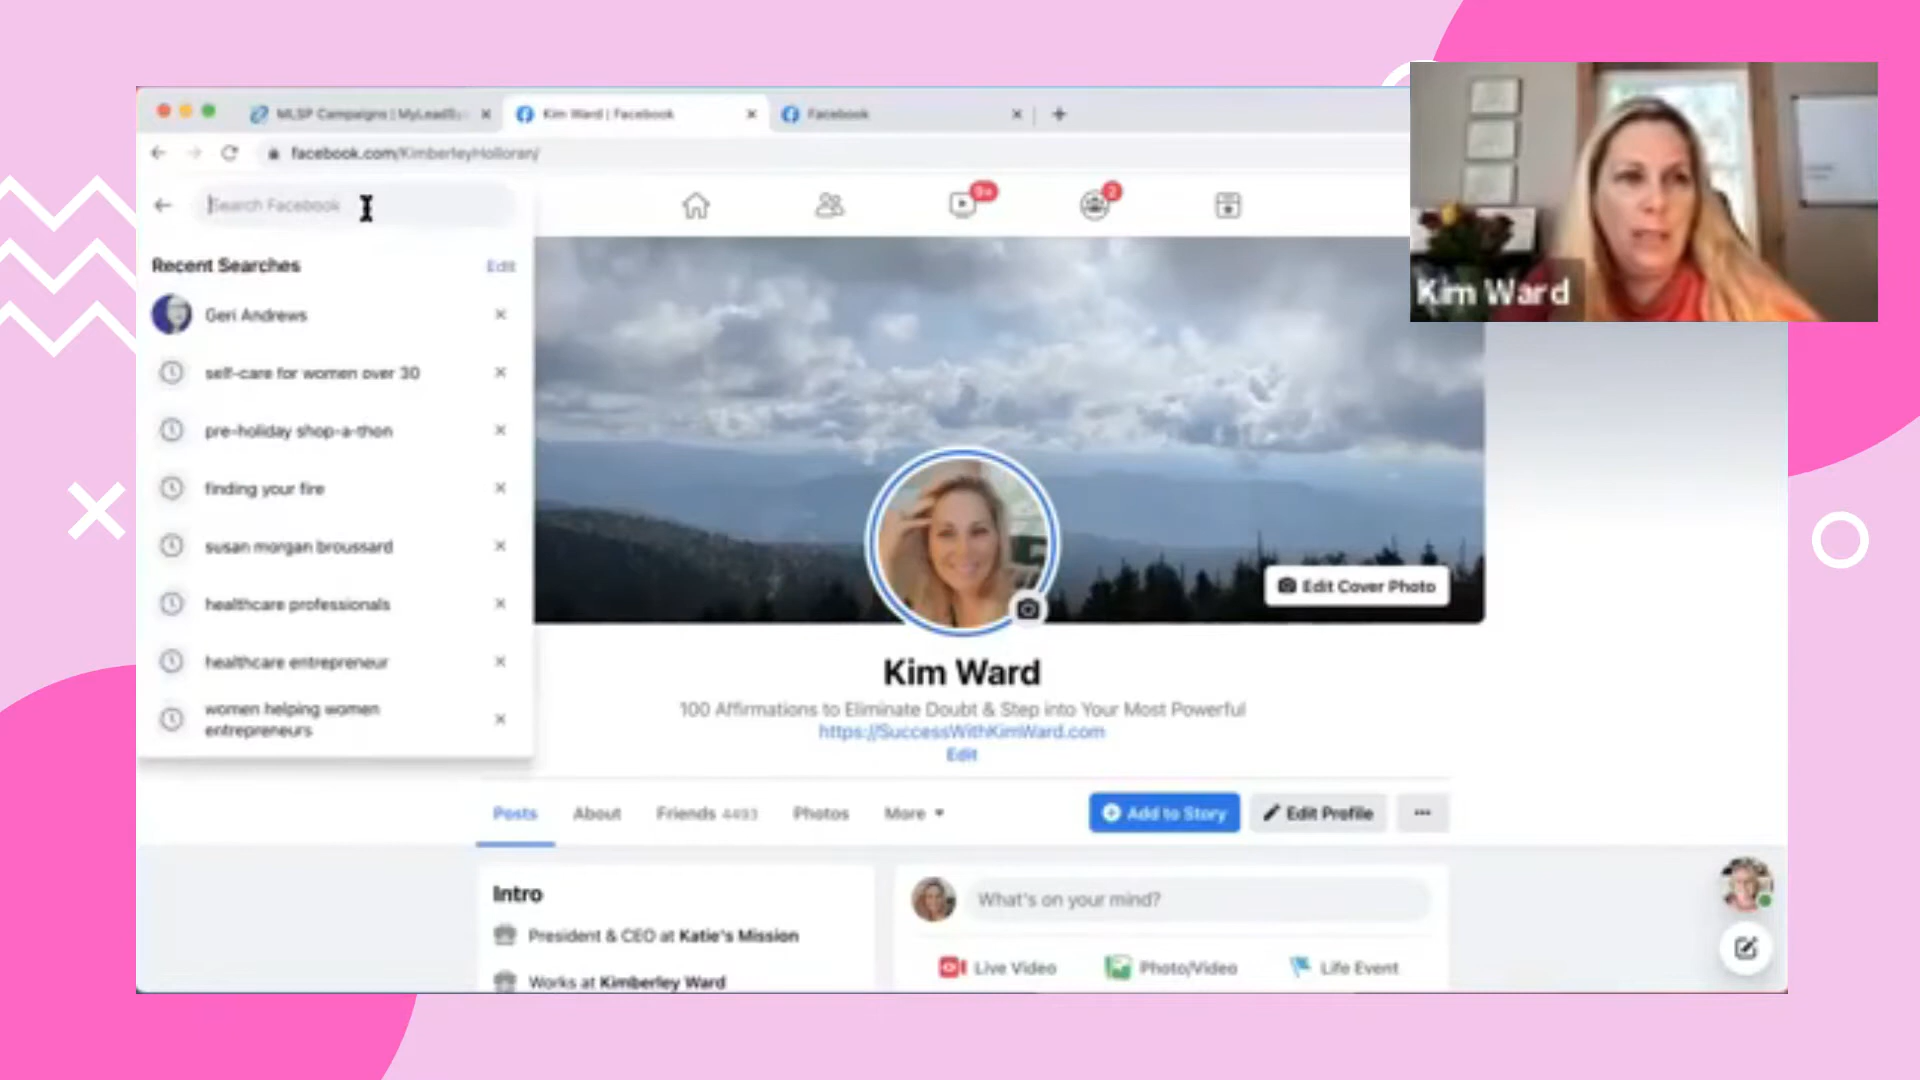 MLSP Campaigns | MyLeadSy
Kim Ward | Facebook
Facebook
facebook.com/KimberleyHolloran/
Search Facebook
9+
2
Recent Searches
Edit
Geri Andrews
self-care for women over 30
pre-holiday shop-a-thon
finding your fire
susan morgan broussard
healthcare professionals
healthcare entrepreneur
women helping women
entrepreneurs
Kim Ward
Edit Cover Photo
Kim Ward
100 Affirmations to Eliminate Doubt & Step into Your Most Powerful
https://SuccessWithKimWard.com
Edit
Posts
About
Friends 4493
Photos
More
Add to Story
Edit Profile
Intro
President & CEO at Katie's Mission
Works at Kimberley Ward
What's on your mind?
Live Video
Photo/Video
Life Event